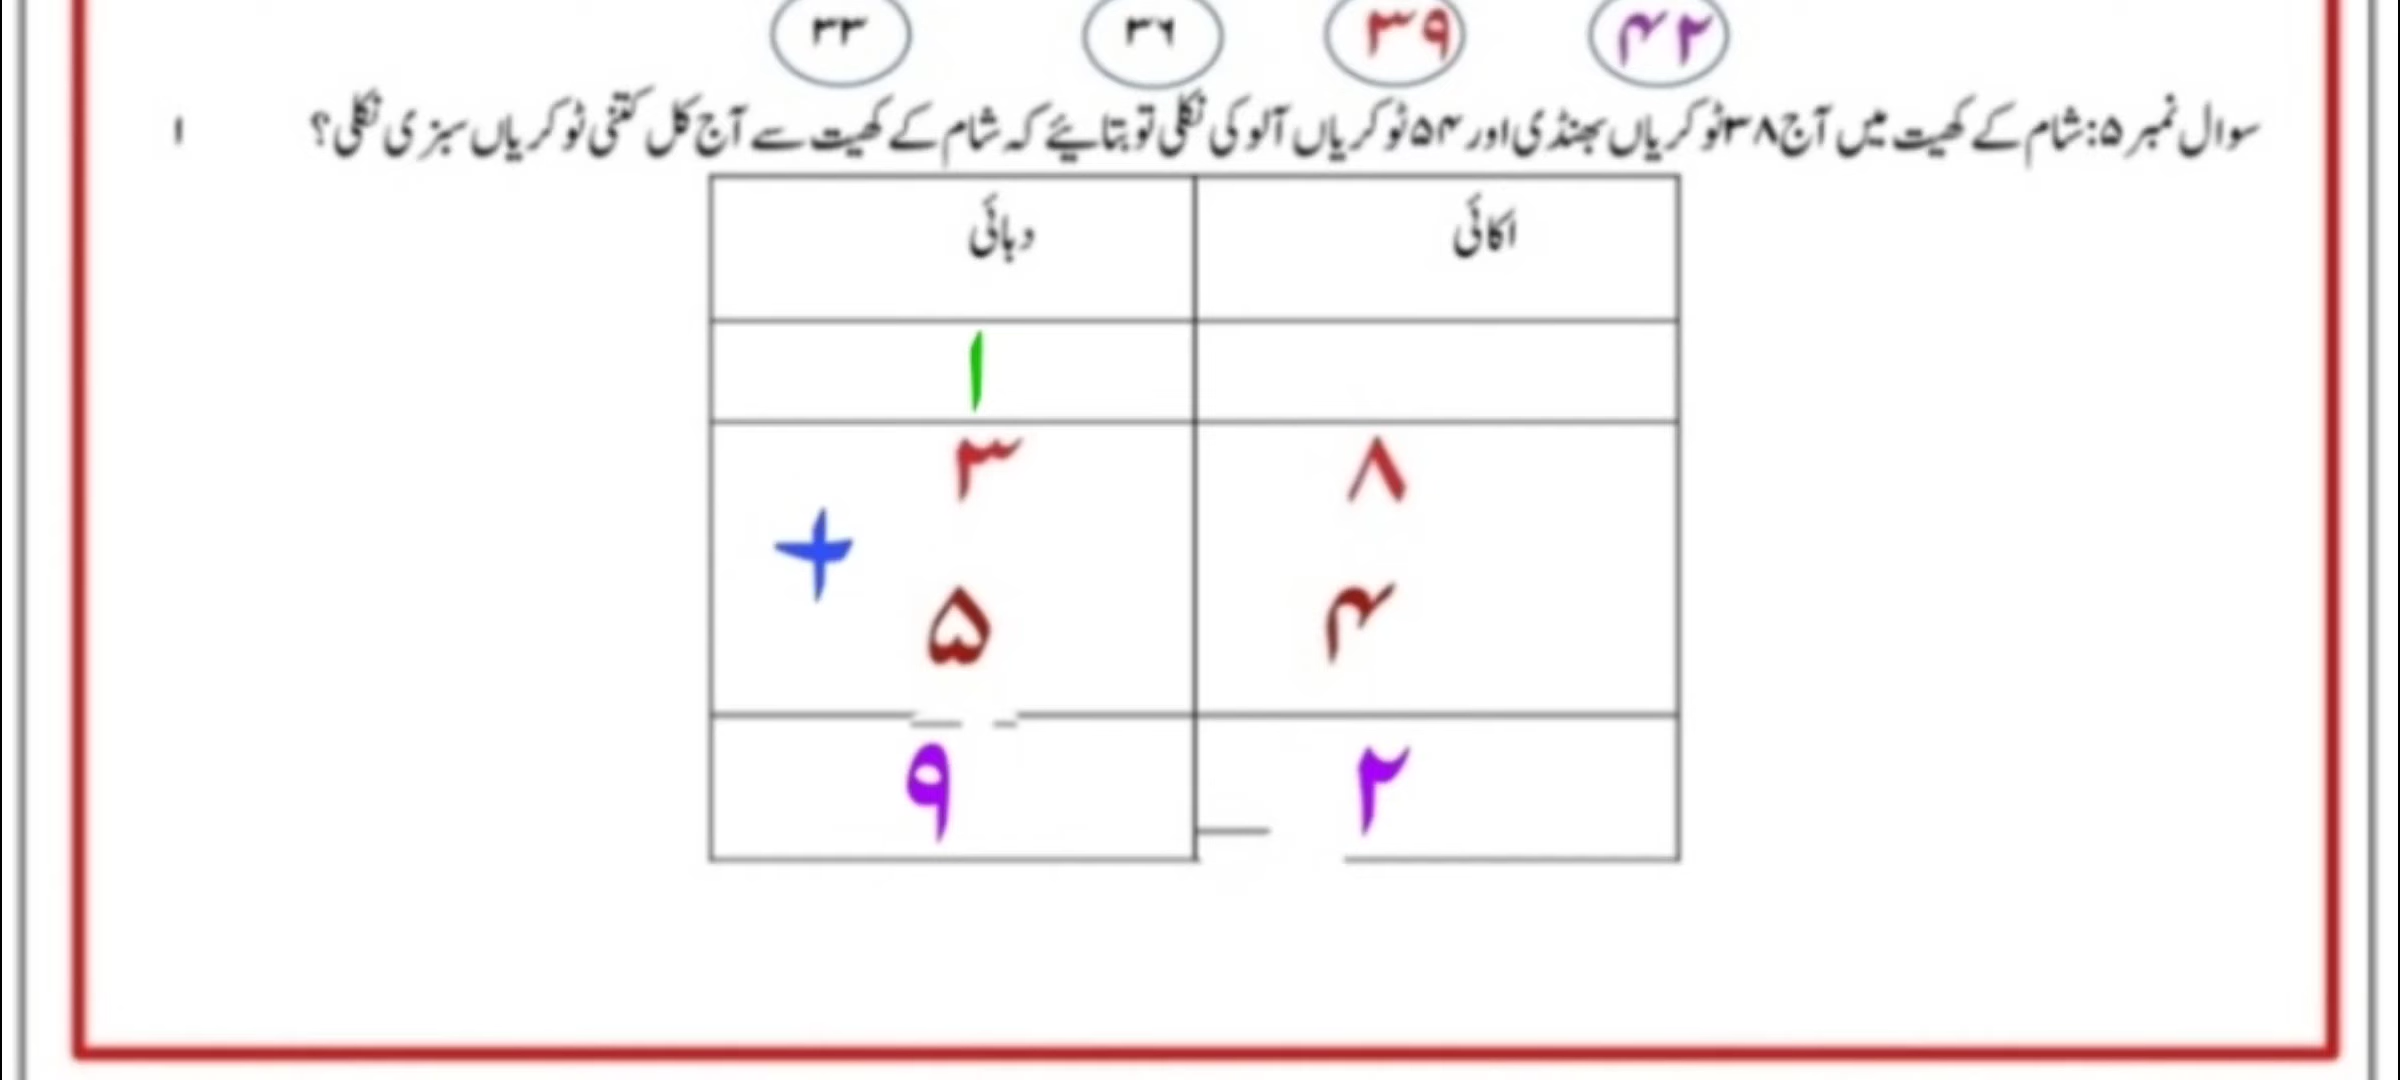 ۳۳ ۳۶ ۳۹ ۴۲
سوال نمبر ۵: شام کے کھیت میں آج ۳۸ ٹوکریاں بھنڈی اور ۵۴ ٹوکریاں آلو کی نکلی تو بتائیے کہ شام کے کھیت سے آج کل کتنی ٹوکریاں سبزی نکلی؟ ۱
دہائی اکائی
۱
۳ ۸
+
۵ ۴
۹ ۲